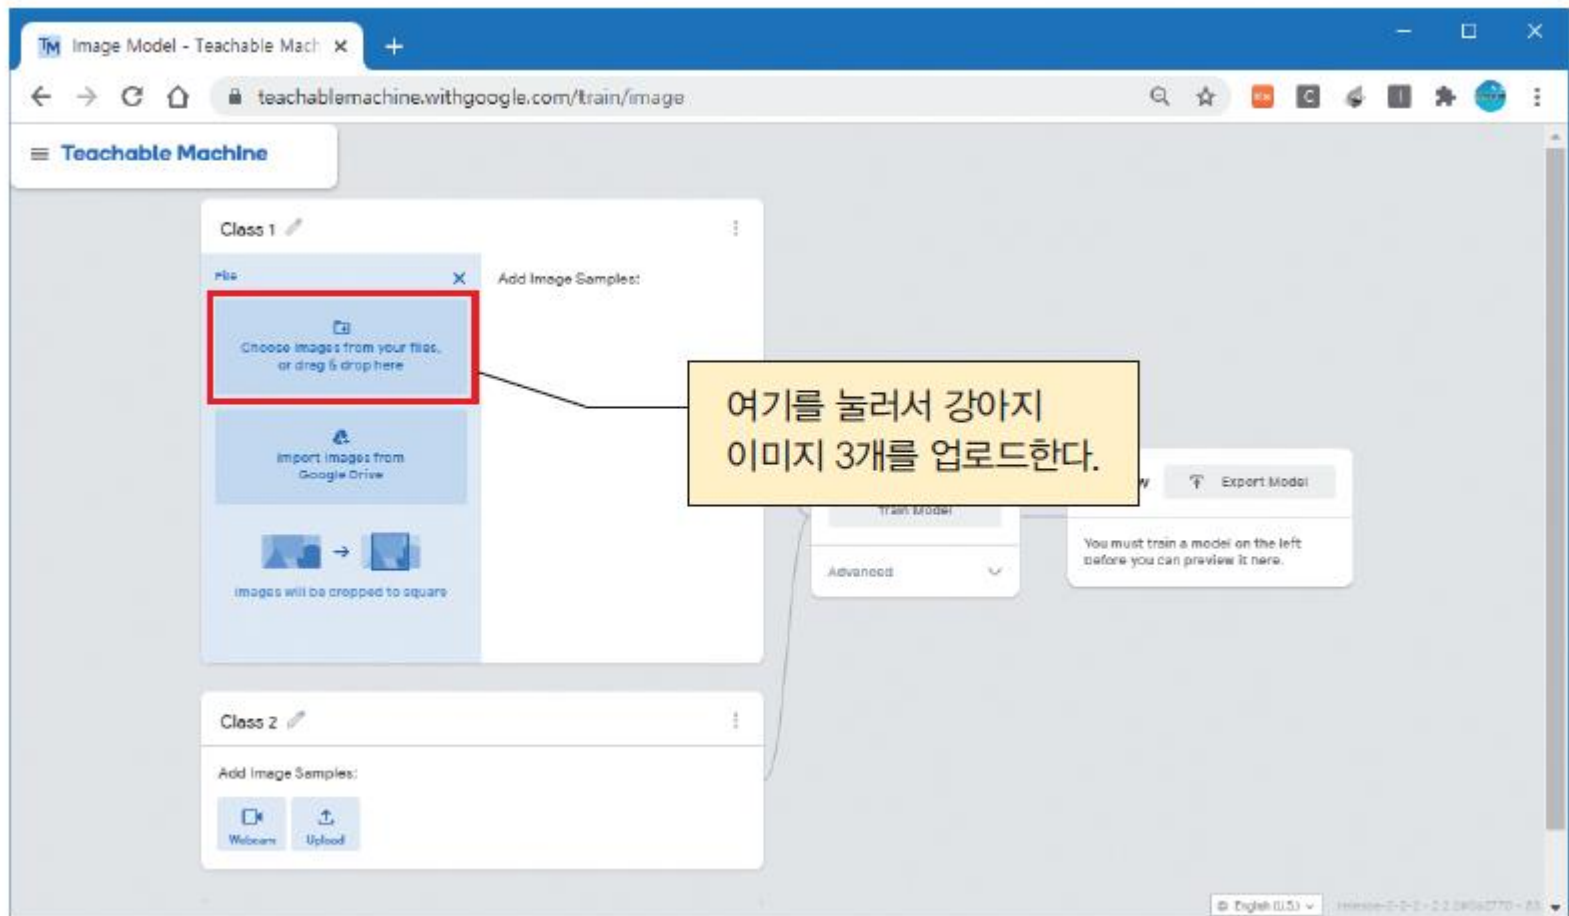 Image Model - Teachable Mach
teachablemachine.withgoogle.com/train/image
Teachable Machine
Class 1
File
Add Image Samples:
Choose images from your files,
or drag & drop here
여기를 눌러서 강아지
이미지 3개를 업로드한다.
Import images from
Google Drive
Export Model
Train Model
You must train a model on the left
before you can preview it here.
Advanced
Images will be cropped to square
Class 2
Add Image Samples:
Webcam
Upload
English (U.S.)